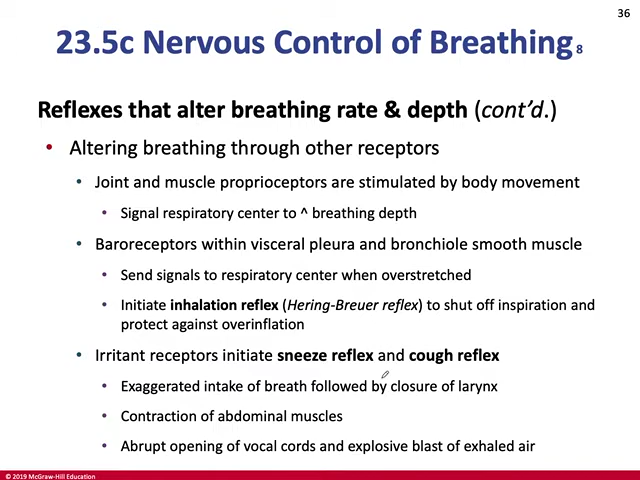 36
23.5c Nervous Control of Breathing 8
Reflexes that alter breathing rate & depth (cont'd.)
• Altering breathing through other receptors
• Joint and muscle proprioceptors are stimulated by body movement
• Signal respiratory center to ^ breathing depth
• Baroreceptors within visceral pleura and bronchiole smooth muscle
• Send signals to respiratory center when overstretched
• Initiate inhalation reflex (Hering-Breuer reflex) to shut off inspiration and
protect against overinflation
• Irritant receptors initiate sneeze reflex and cough reflex
• Exaggerated intake of breath followed by closure of larynx
• Contraction of abdominal muscles
• Abrupt opening of vocal cords and explosive blast of exhaled air
© 2019 McGraw-Hill Education